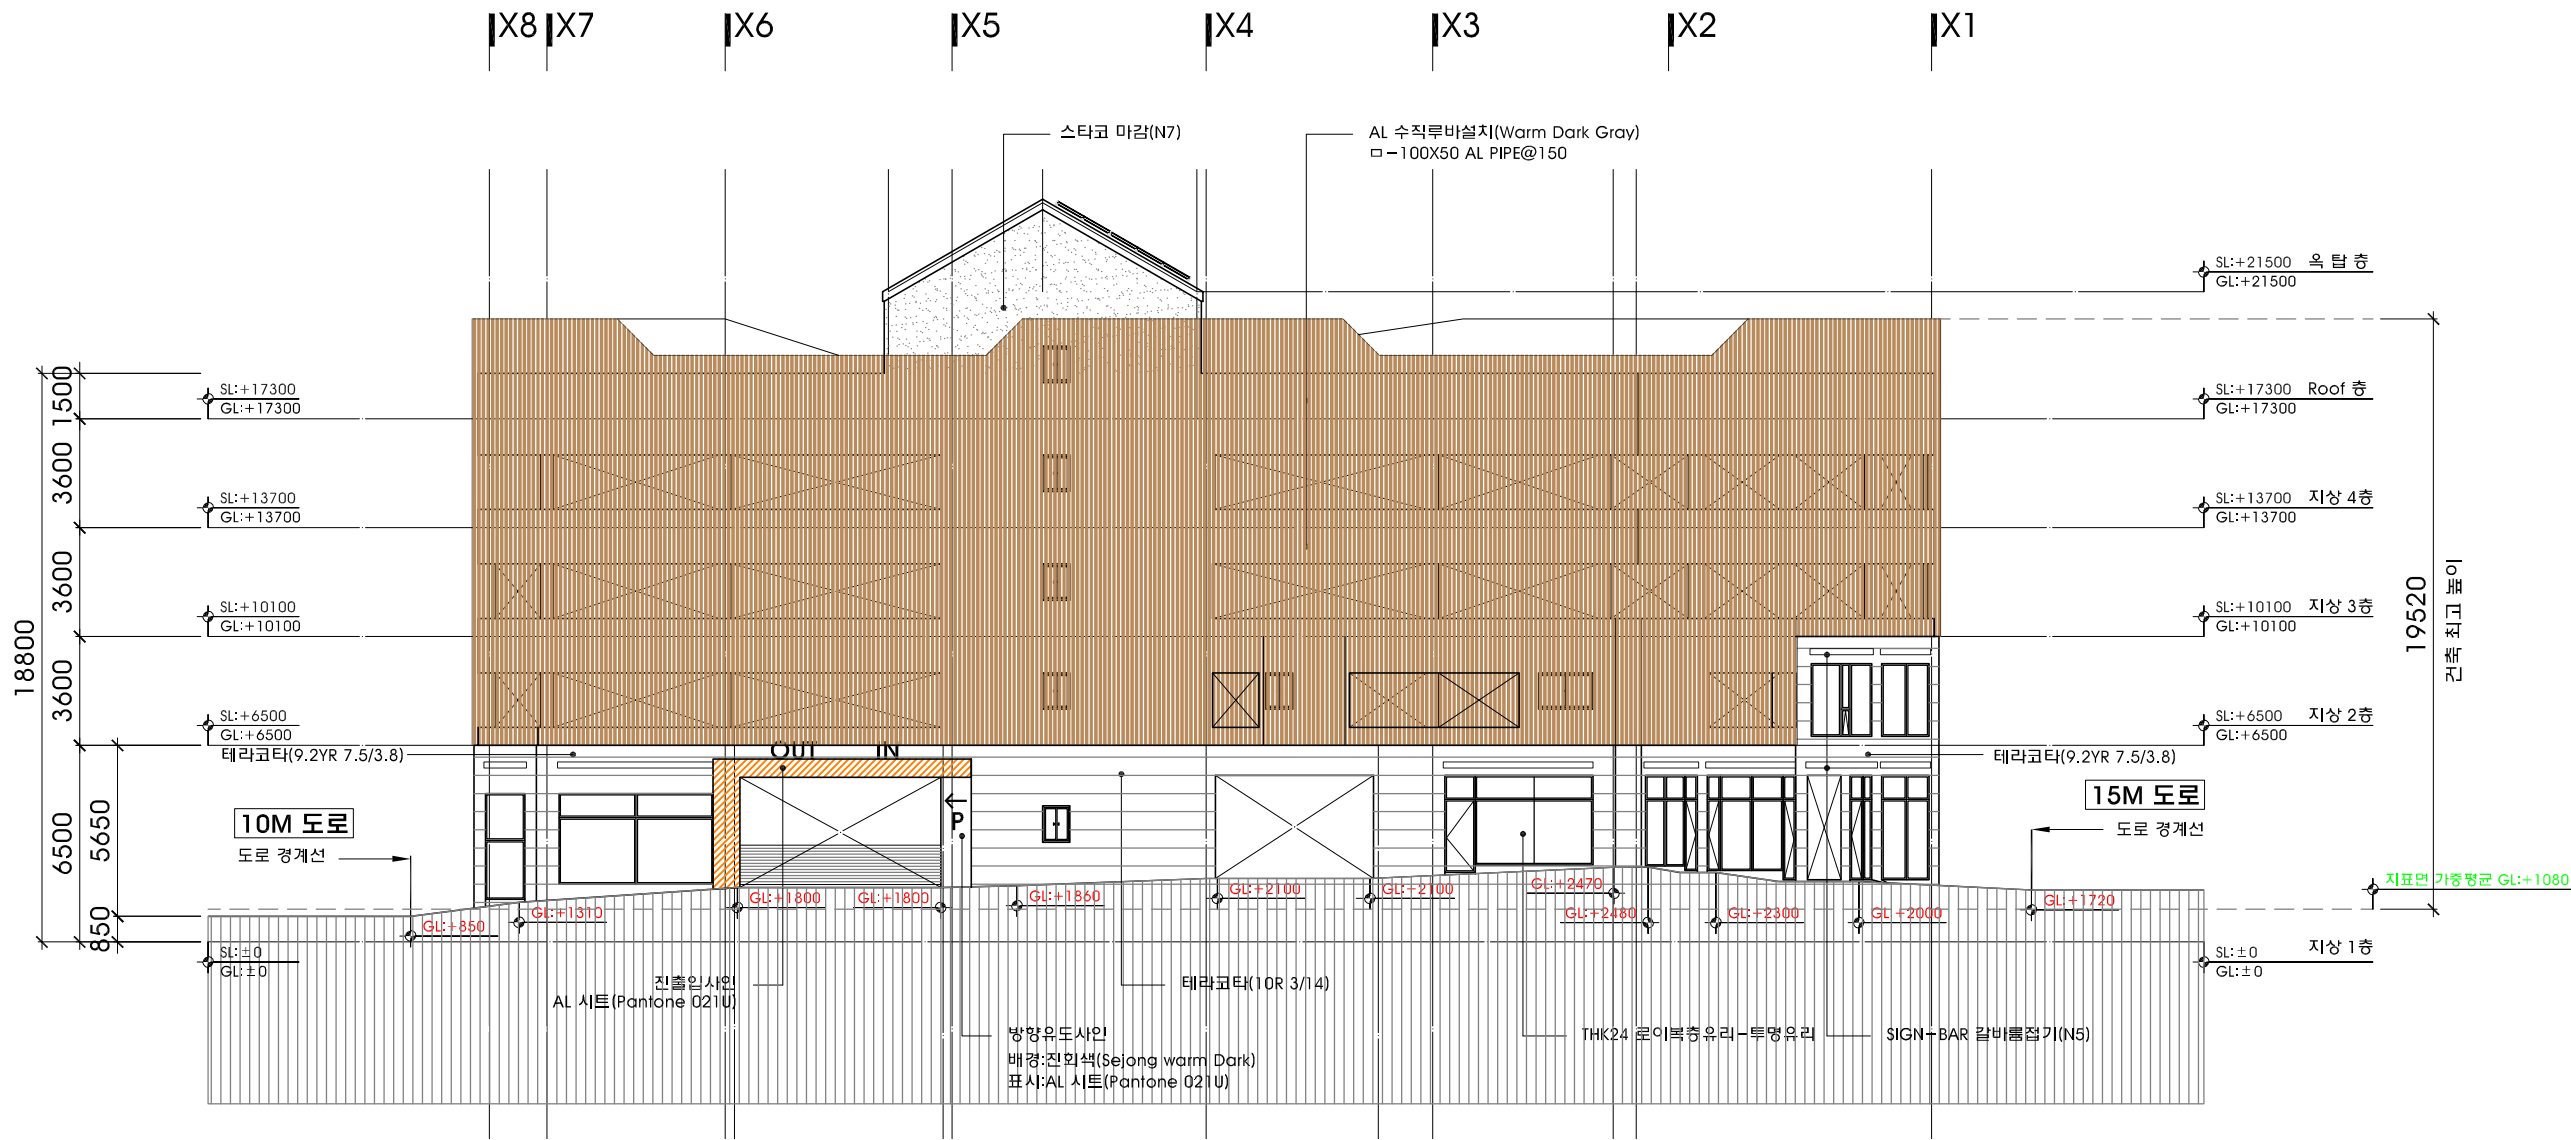 X8 X7 X6 X5 X4 X3 X2 X1
스타코 마감(N7)
AL 수직루바설치(Warm Dark Gray)
ㅁ-100X50 AL PIPE@150
SL:+21500 옥 탑 층
GL:+21500
SL:+17300
GL:+17300
SL:+17300 Roof 층
GL:+17300
SL:+13700
GL:+13700
SL:+13700 지상 4층
GL:+13700
SL:+10100
GL:+10100
SL:+10100 지상 3층
GL:+10100
SL:+6500
GL:+6500
SL:+6500 지상 2층
GL:+6500
1500
3600
3600
3600
18800
6500
5650
850
19520
건축 최고 높이
테라코타(9.2YR 7.5/3.8)
OUT IN
테라코타(9.2YR 7.5/3.8)
10M 도로
도로 경계선
P
15M 도로
도로 경계선
지표면 가중평균 GL:+1080
GL:+850
GL:+1310
GL:+1800
GL:+1800
GL:+1860
GL:+2100
GL:+2100
GL:+2470
GL:+2480
GL:+2300
GL:+2000
GL:+1720
SL:±0
GL:±0
SL:±0 지상 1층
GL:±0
진출입사인
AL 시트(Pantone 021U)
테라코타(10R 3/14)
방향유도사인
배경:진회색(Sejong warm Dark)
표시:AL 시트(Pantone 021U)
THK24 로이복층유리-투명유리
SIGN-BAR 갈바륨접기(N5)